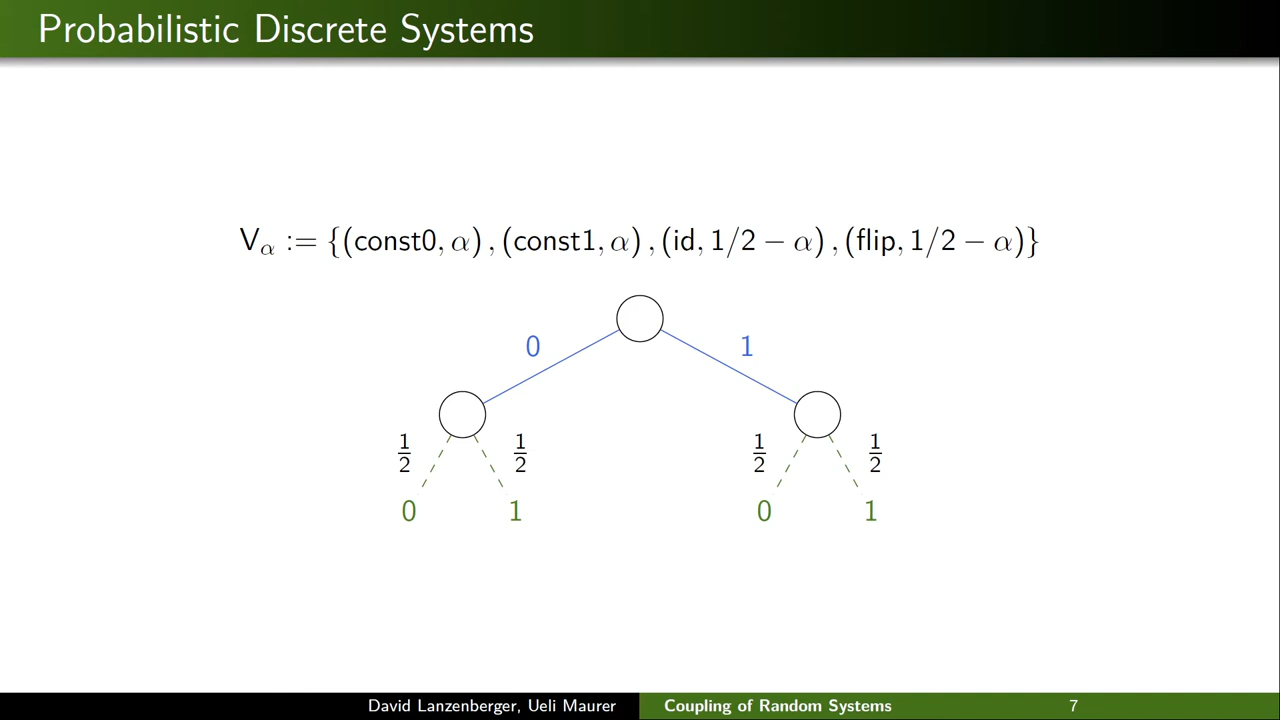 Probabilistic Discrete Systems
V_α := {(const0, α) , (const1, α) , (id, 1/2 − α) , (flip, 1/2 − α)}
0 1
1/2 1/2 1/2 1/2
0 1 0 1
David Lanzenberger, Ueli Maurer Coupling of Random Systems 7